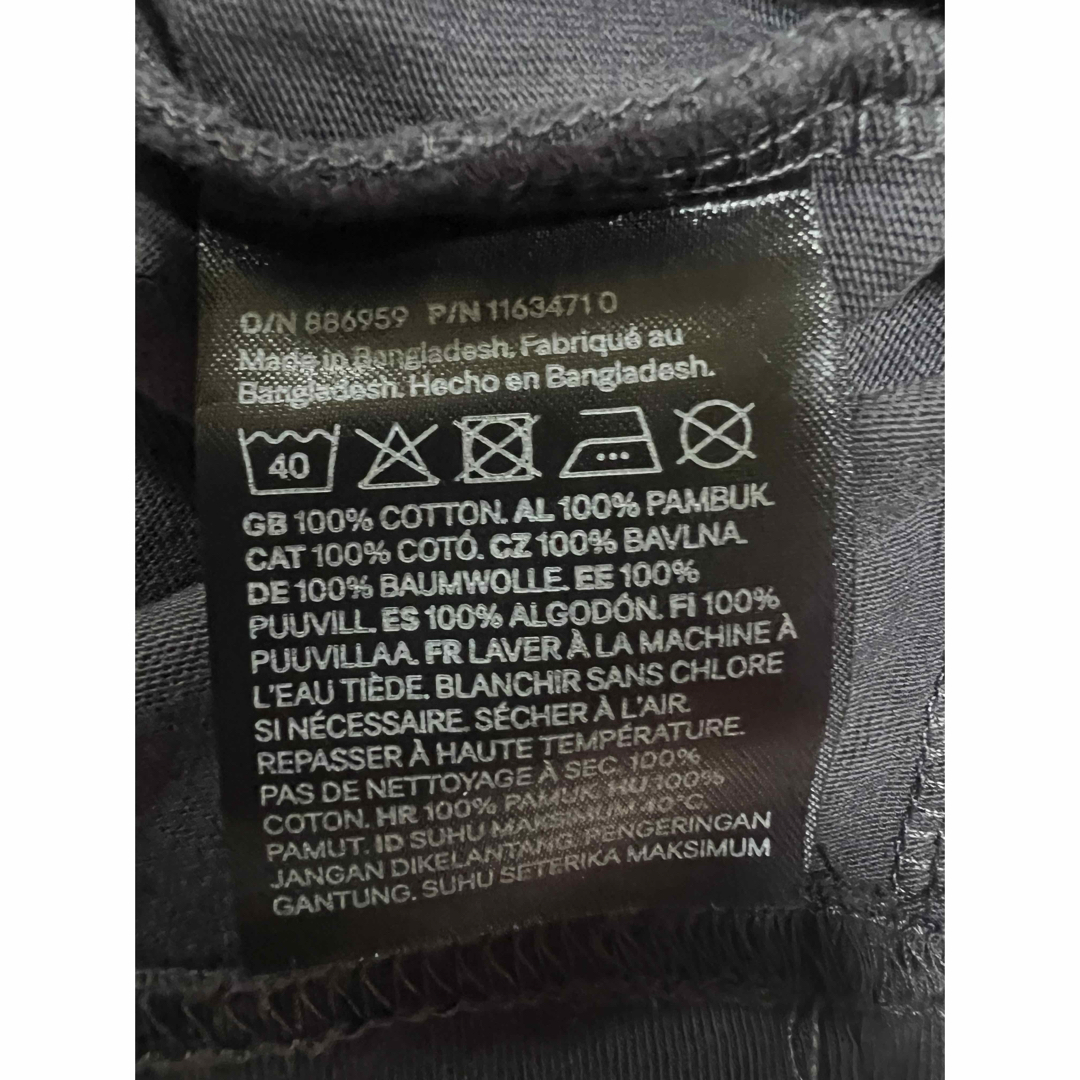 O/N 886959 P/N 1163471 0
Made in Bangladesh. Fabriqué au
Bangladesh. Hecho en Bangladesh.
40
GB 100% COTTON. AL 100% PAMBUK.
CAT 100% COTÓ. CZ 100% BAVLNA.
DE 100% BAUMWOLLE. EE 100%
PUUVILL. ES 100% ALGODÓN. FI 100%
PUUVILLAA. FR LAVER À LA MACHINE À
L'EAU TIÈDE. BLANCHIR SANS CHLORE
SI NÉCESSAIRE. SÉCHER À L'AIR.
REPASSER À HAUTE TEMPÉRATURE.
PAS DE NETTOYAGE À SEC. 100%
COTON. HR 100% PAMUK. HU 100%
PAMUT. ID SUHU MAKSIMUM 40°C.
JANGAN DIKELANTANG. PENGERINGAN
GANTUNG. SUHU SETERIKA MAKSIMUM